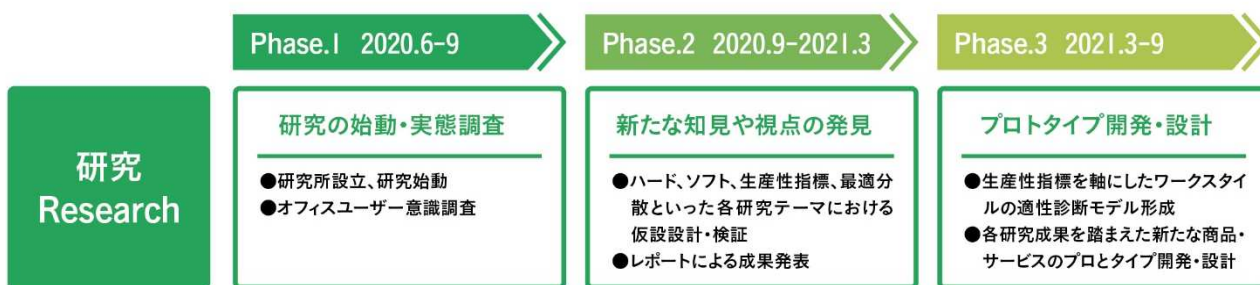 Phase.1 2020.6-9
Phase.2 2020.9-2021.3
Phase.3 2021.3-9
研究
Research
研究の始動・実態調査
●研究所設立、研究始動
●オフィスユーザー意識調査
新たな知見や視点の発見
●ハード、ソフト、生産性指標、最適分
散といった各研究テーマにおける
仮設設計・検証
●レポートによる成果発表
プロトタイプ開発・設計
●生産性指標を軸にしたワークスタイ
ルの適性診断モデル形成
●各研究成果を踏まえた新たな商品・
サービスのプロとタイプ開発・設計